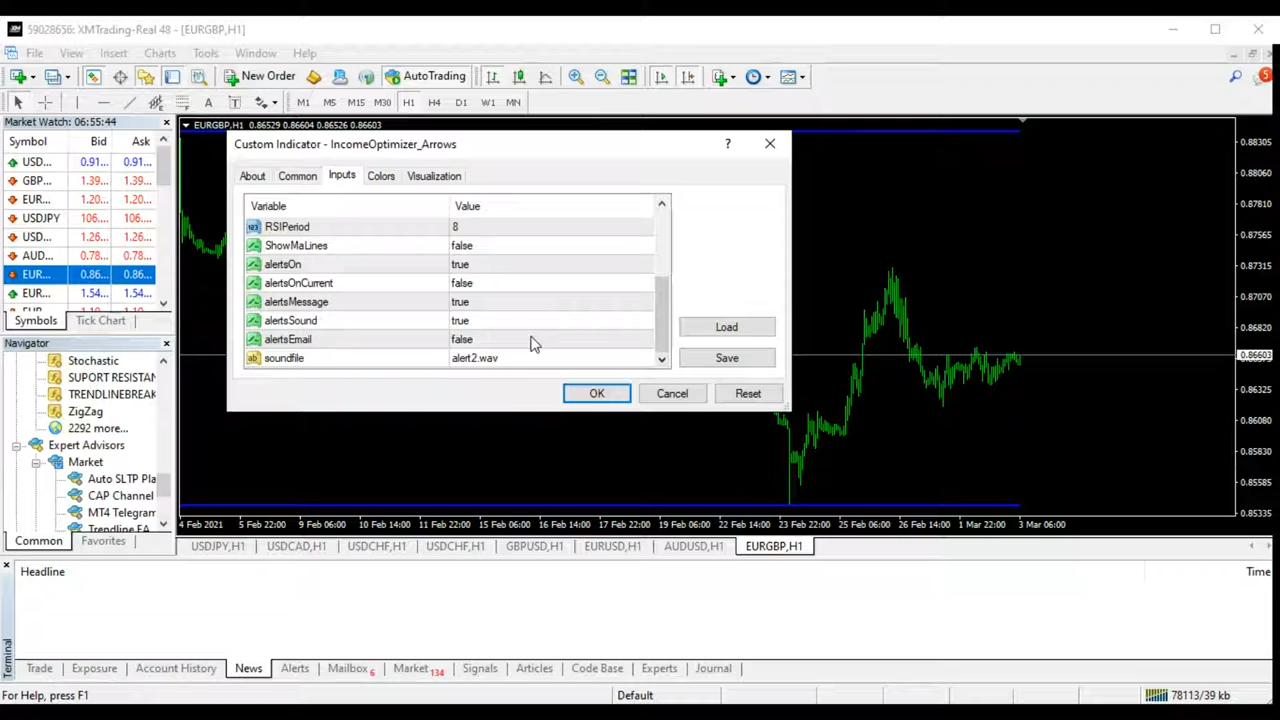 59028656: XMTrading-Real 48 - [EURGBP,H1]
File View Insert Charts Tools Window Help
New Order AutoTrading 5
A T M1 M5 M15 M30 H1 H4 D1 W1 MN
Market Watch: 06:55:44
Symbol Bid Ask
USD... 0.91... 0.91...
GBP... 1.39... 1.39...
EUR... 1.20... 1.20...
USDJPY 106.... 106....
USD... 1.26... 1.26...
AUD... 0.78... 0.78...
EUR... 0.86... 0.86...
EUR... 1.54... 1.54...
Symbols Tick Chart
Navigator
Stochastic
SUPORT RESISTAN
TRENDLINEBREAK
ZigZag
2292 more...
Expert Advisors
Market
Auto SLTP Pla
CAP Channel
MT4 Telegram
Trendline EA
Common Favorites
EURGBP,H1 0.86529 0.86604 0.86526 0.86603
Custom Indicator - IncomeOptimizer_Arrows
?
About Common Inputs Colors Visualization
Variable Value
123 RSIPeriod 8
ShowMaLines false
alertsOn true
alertsOnCurrent false
alertsMessage true
alertsSound true
alertsEmail false
ab soundfile alert2.wav
Load
Save
OK Cancel Reset
0.88305
0.88060
0.87565
0.87315
0.87070
0.86820
0.86603
0.86325
0.86080
0.85830
0.85585
0.85335
4 Feb 2021 5 Feb 22:00 9 Feb 06:00 10 Feb 14:00 11 Feb 22:00 15 Feb 06:00 16 Feb 14:00 17 Feb 22:00 19 Feb 06:00 22 Feb 14:00 23 Feb 22:00 25 Feb 06:00 26 Feb 14:00 1 Mar 22:00 3 Mar 06:00
USDJPY,H1 USDCAD,H1 USDCHF,H1 USDCHF,H1 GBPUSD,H1 EURUSD,H1 AUDUSD,H1 EURGBP,H1
Headline Time
Terminal
Trade Exposure Account History News Alerts Mailbox 6 Market 134 Signals Articles Code Base Experts Journal
For Help, press F1 Default 78113/39 kb